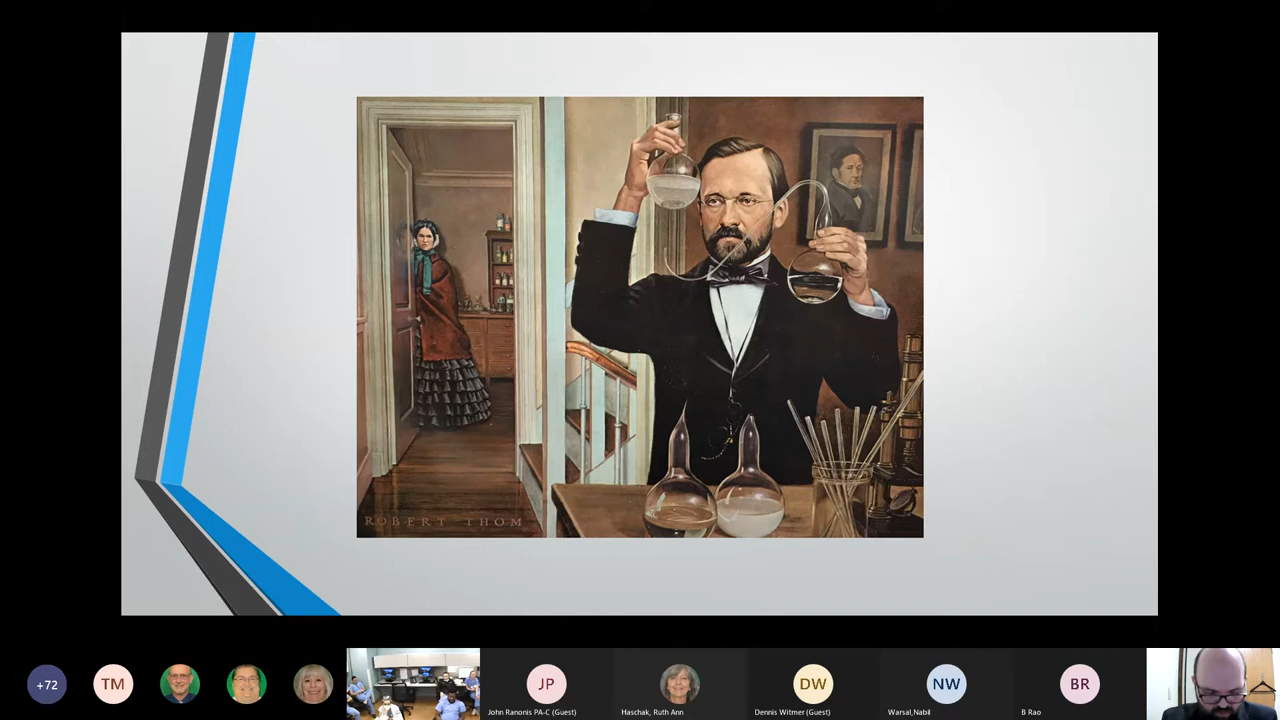 ROBERT THOM
+72
TM
JP
John Ranonis PA-C (Guest)
Haschak, Ruth Ann
DW
Dennis Witmer (Guest)
NW
Warsal,Nabil
BR
B Rao